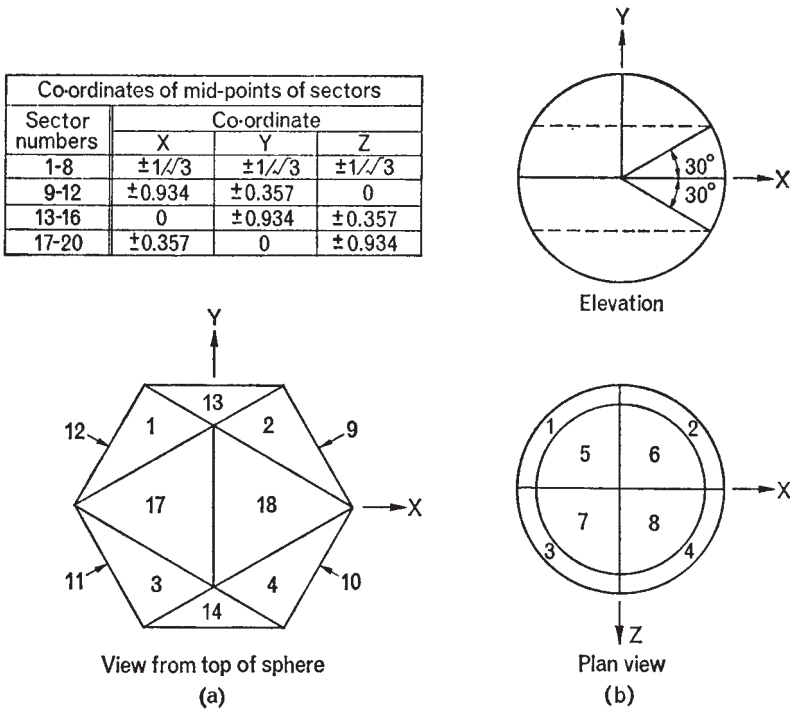 Co-ordinates of mid-points of sectors
Sector numbers Co-ordinate
X Y Z
1-8 ±1/√3 ±1/√3 ±1/√3
9-12 ±0.934 ±0.357 0
13-16 0 ±0.934 ±0.357
17-20 ±0.357 0 ±0.934
Y
30°
X
30°
Elevation
Y
13
12 1 2 9
17 18 X
11 3 4 10
14
View from top of sphere
(a)
1 2
5 6
X
7 8
3 4
Z
Plan view
(b)